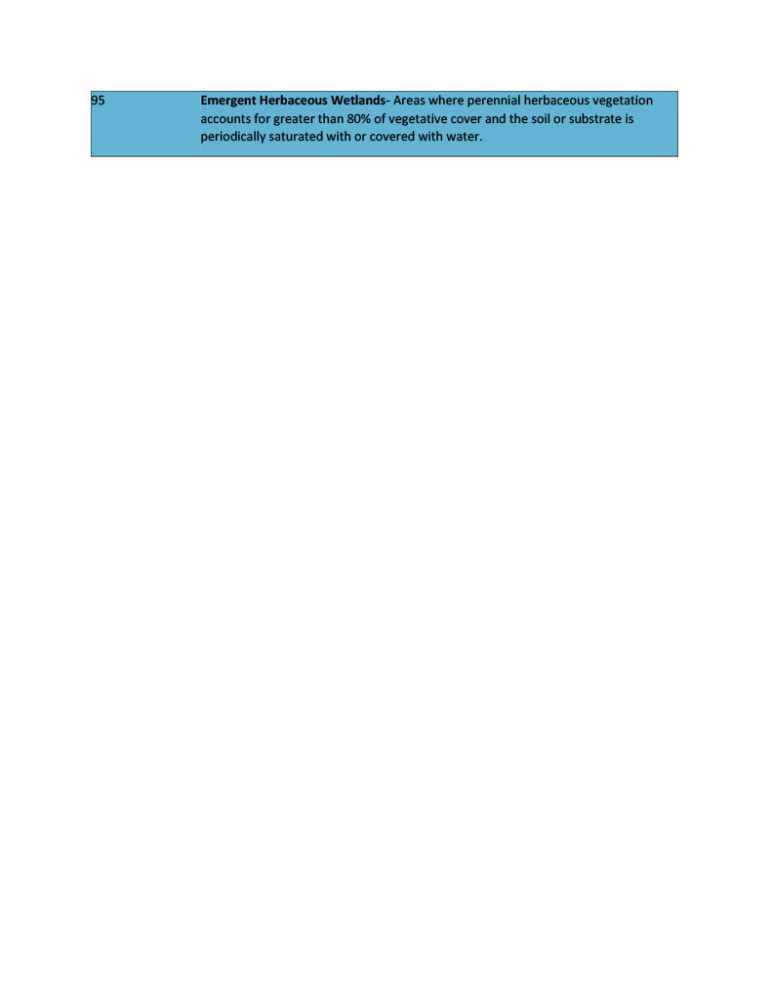 95 Emergent Herbaceous Wetlands- Areas where perennial herbaceous vegetation
accounts for greater than 80% of vegetative cover and the soil or substrate is
periodically saturated with or covered with water.